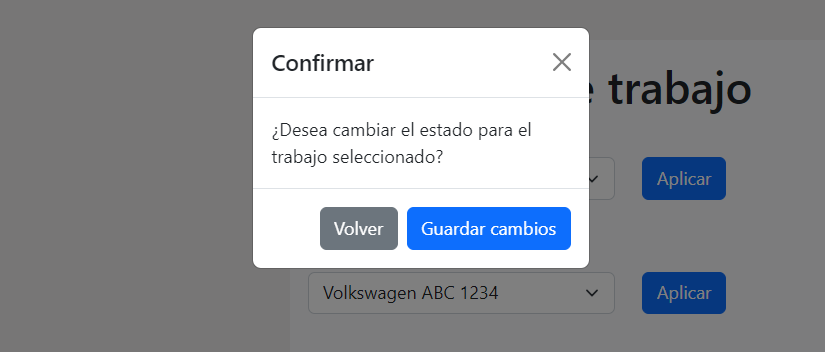 Confirmar
e trabajo
¿Desea cambiar el estado para el
trabajo seleccionado?
Aplicar
Volver
Guardar cambios
Volkswagen ABC 1234
Aplicar